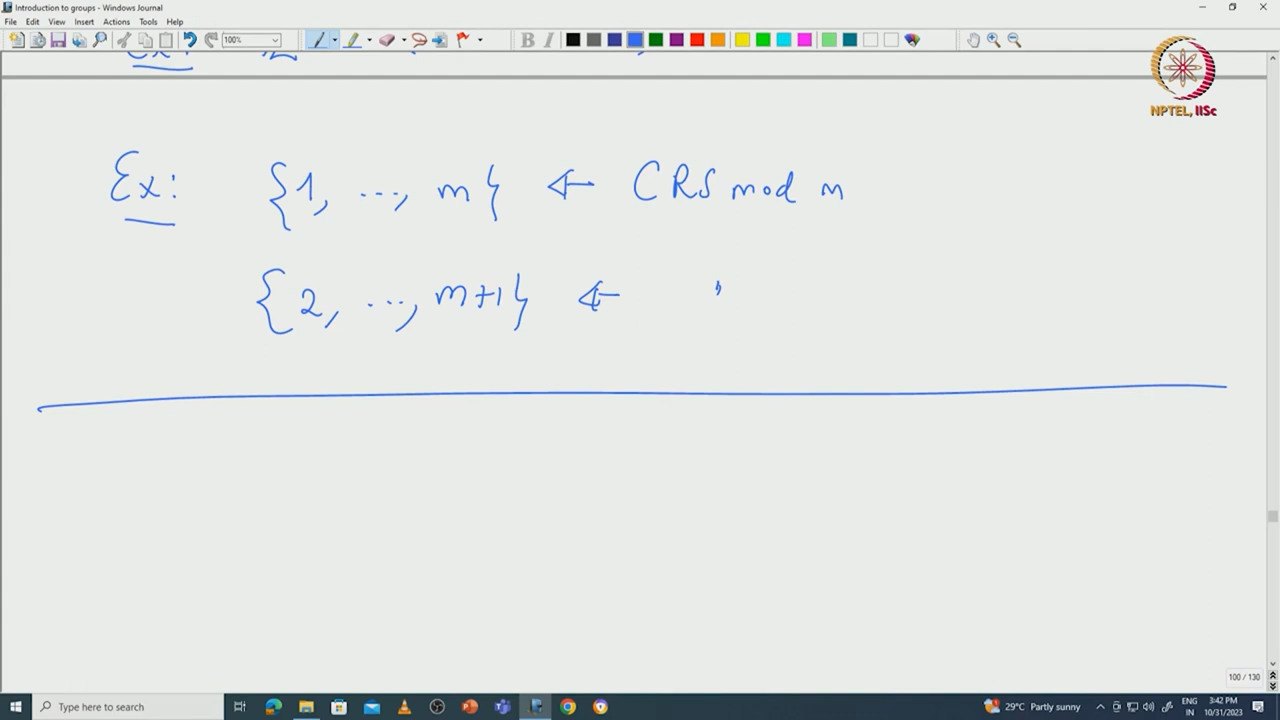 Introduction to groups - Windows Journal
File Edit View Insert Actions Tools Help
100%
NPTEL, IISc
Ex: {1, ..., m} ← CRS mod m
{2, ..., m+1} ← "
100 / 130
Type here to search
29°C Partly sunny
ENG
IN
3:42 PM
10/31/2023